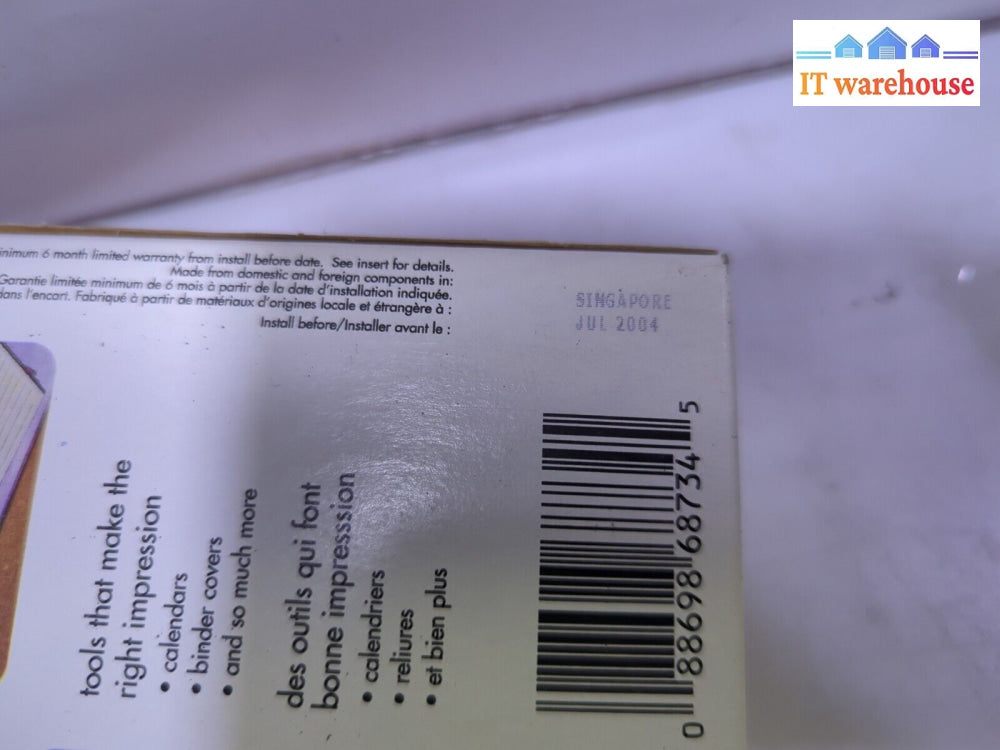 IT warehouse
inimum 6 month limited warranty from install before date. See insert for details.
Made from domestic and foreign components in:
Garantie limitée minimum de 6 mois à partir de la date d'installation indiquée.
dans l'encari. Fabriqué à partir de matériaux d'origines locale et étrangère à :
Install before/Installer avant le :
SINGAPORE
JUL 2004
tools that make the
right impression
• calendars
• binder covers
• and so much more
des outils qui font
bonne impresssion
• calendriers
• reliures
• et bien plus
0 88698 68734 5